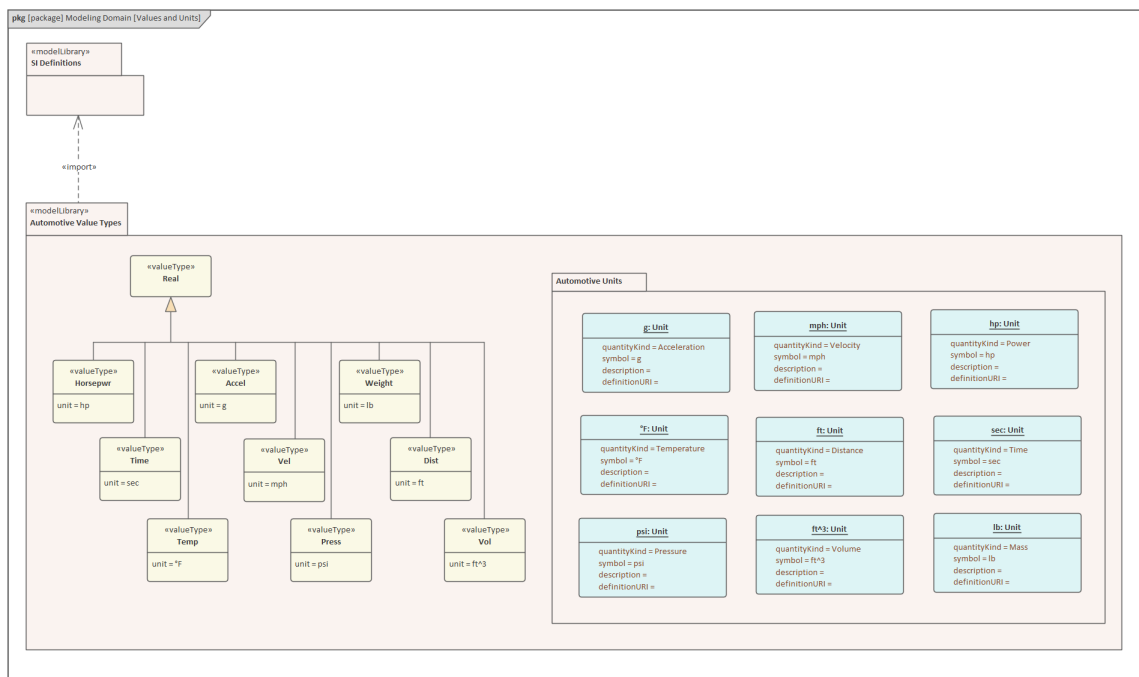 pkg [package] Modeling Domain [Values and Units]
«modelLibrary»
SI Definitions
«import»
«modelLibrary»
Automotive Value Types
«valueType»
Real
«valueType»
Horsepwr
unit = hp
«valueType»
Accel
unit = g
«valueType»
Weight
unit = lb
«valueType»
Time
unit = sec
«valueType»
Vel
unit = mph
«valueType»
Dist
unit = ft
«valueType»
Temp
unit = °F
«valueType»
Press
unit = psi
«valueType»
Vol
unit = ft^3
Automotive Units
g: Unit
quantityKind = Acceleration
symbol = g
description =
definitionURI =
mph: Unit
quantityKind = Velocity
symbol = mph
description =
definitionURI =
hp: Unit
quantityKind = Power
symbol = hp
description =
definitionURI =
°F: Unit
quantityKind = Temperature
symbol = °F
description =
definitionURI =
ft: Unit
quantityKind = Distance
symbol = ft
description =
definitionURI =
sec: Unit
quantityKind = Time
symbol = sec
description =
definitionURI =
psi: Unit
quantityKind = Pressure
symbol = psi
description =
definitionURI =
ft^3: Unit
quantityKind = Volume
symbol = ft^3
description =
definitionURI =
lb: Unit
quantityKind = Mass
symbol = lb
description =
definitionURI =